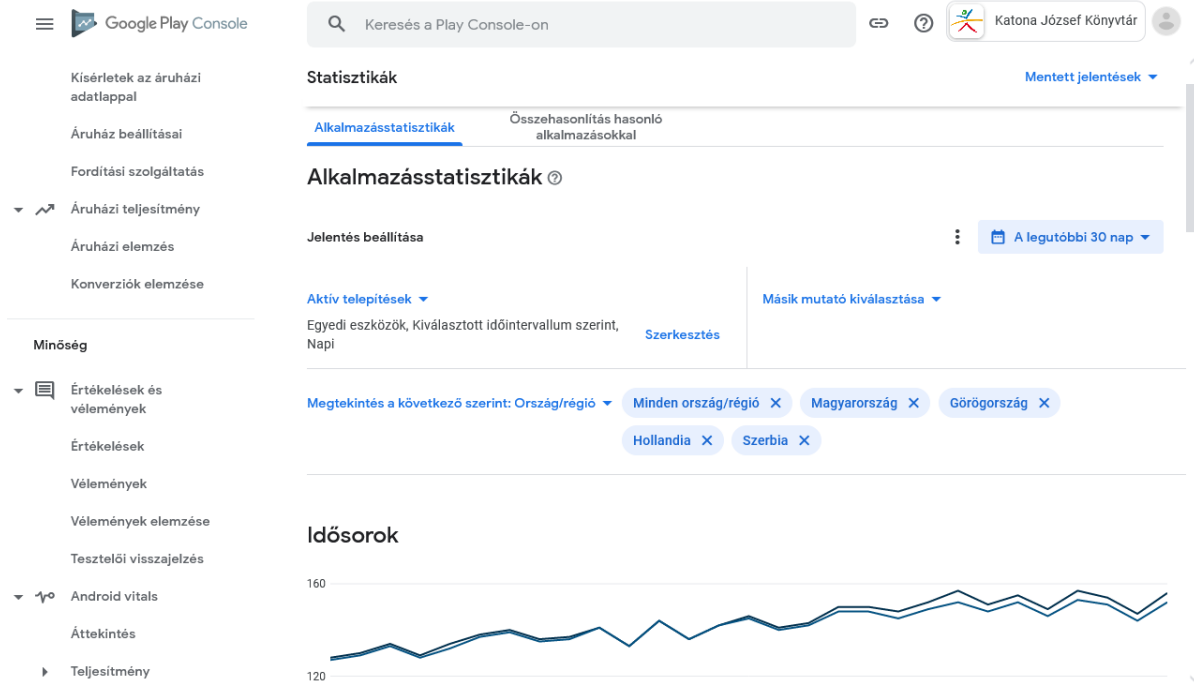 Google Play Console
Keresés a Play Console-on
Katona József Könyvtár
Kísérletek az áruházi
adatlappal
Áruház beállításai
Fordítási szolgáltatás
Áruházi teljesítmény
Áruházi elemzés
Konverziók elemzése
Minőség
Értékelések és
vélemények
Értékelések
Vélemények
Vélemények elemzése
Tesztelői visszajelzés
Android vitals
Áttekintés
Teljesítmény
Statisztikák
Mentett jelentések
Alkalmazásstatisztikák
Összehasonlítás hasonló
alkalmazásokkal
Alkalmazásstatisztikák
Jelentés beállítása
A legutóbbi 30 nap
Aktív telepítések
Egyedi eszközök, Kiválasztott időintervallum szerint,
Napi
Szerkesztés
Másik mutató kiválasztása
Megtekintés a következő szerint: Ország/régió
Minden ország/régió
Magyarország
Görögország
Hollandia
Szerbia
Idősorok
160
120